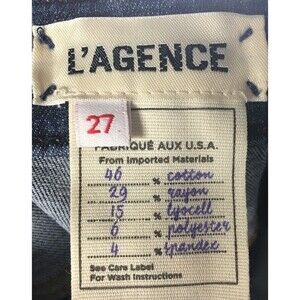 L'AGENCE
27
FABRIQUÉ AUX U.S.A.
From Imported Materials
46 % cotton
29 % rayon
15 % lyocell
6 % polyester
4 % spandex
See Care Label
For Wash Instructions